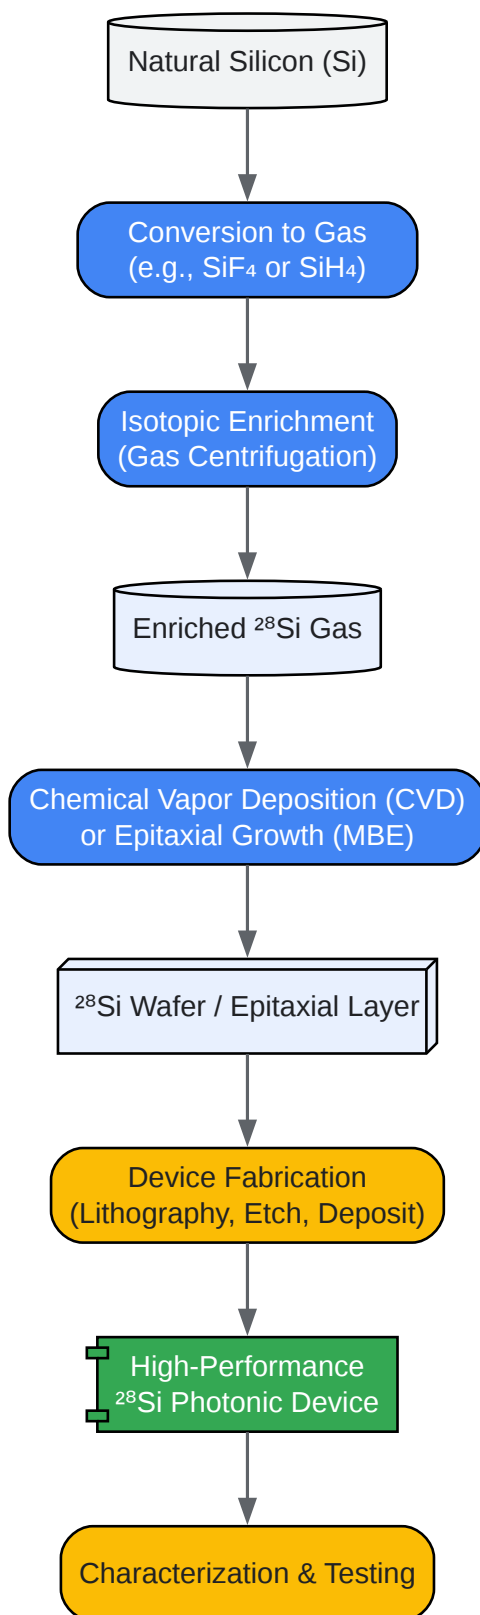 Natural Silicon (Si)
Conversion to Gas
(e.g., SiF₄ or SiH₄)
Isotopic Enrichment
(Gas Centrifugation)
Enriched ²⁸Si Gas
Chemical Vapor Deposition (CVD)
or Epitaxial Growth (MBE)
²⁸Si Wafer / Epitaxial Layer
Device Fabrication
(Lithography, Etch, Deposit)
High-Performance
²⁸Si Photonic Device
Characterization & Testing